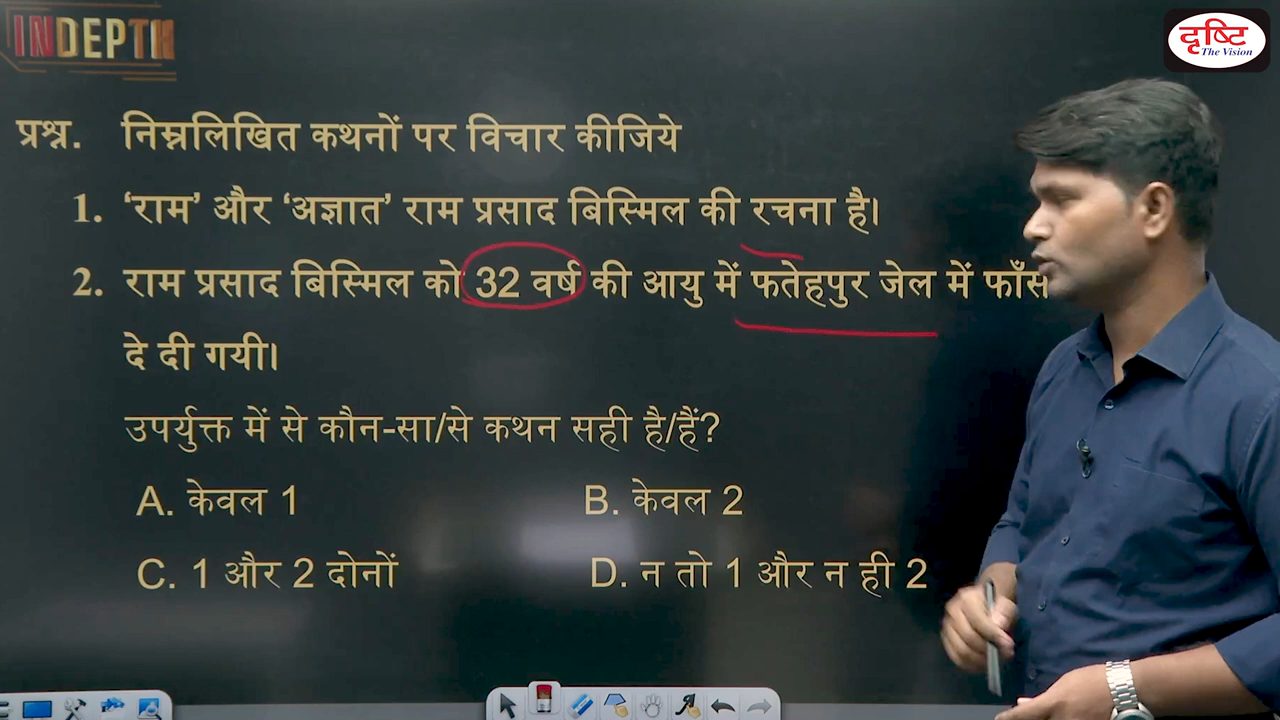 INDEPTH
दृष्टि
The Vision
प्रश्न. निम्नलिखित कथनों पर विचार कीजिये
1. ‘राम’ और ‘अज्ञात’ राम प्रसाद बिस्मिल की रचना है।
2. राम प्रसाद बिस्मिल को 32 वर्ष की आयु में फतेहपुर जेल में
दे दी गयी।
उपर्युक्त में से कौन-सा/से कथन सही है/हैं?
A. केवल 1 B. केवल 2
C. 1 और 2 दोनों D. न तो 1 और न ही 2